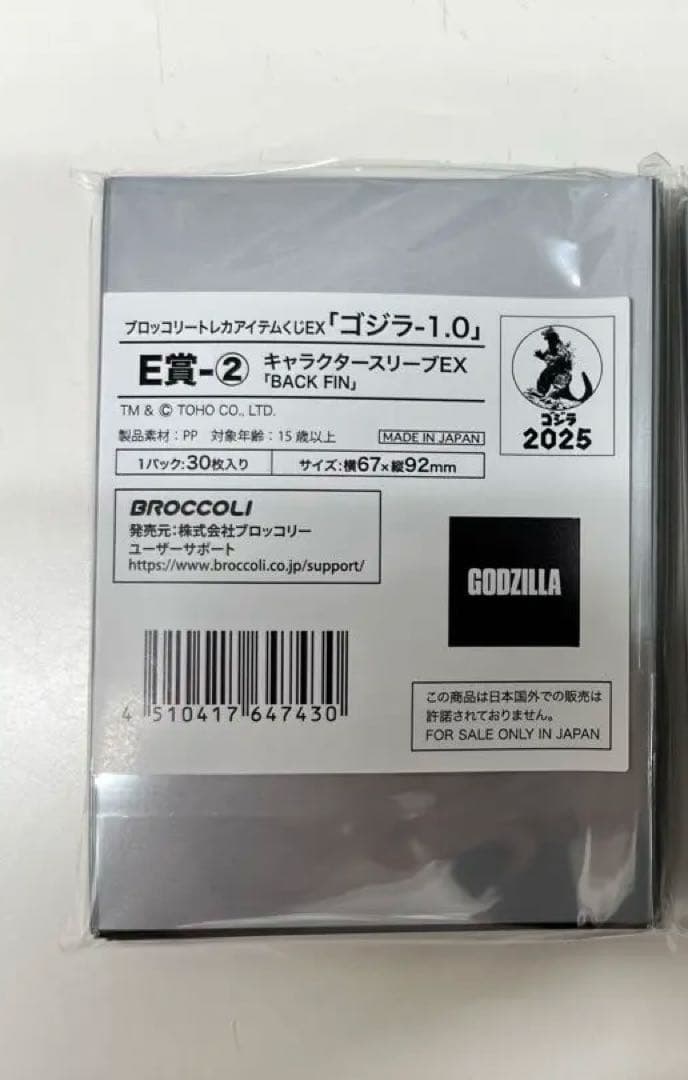 ブロッコリートレカアイテムくじEX「ゴジラ-1.0」
E賞-② キャラクタースリーブEX
「BACK FIN」
TM & © TOHO CO., LTD.
製品素材：PP 対象年齢：15歳以上 MADE IN JAPAN
1パック：30枚入り サイズ：横67×縦92mm
ゴジラ
2025
BROCCOLI
発売元：株式会社ブロッコリー
ユーザーサポート
https://www.broccoli.co.jp/support/
GODZILLA
4 510417 647430
この商品は日本国外での販売は
許諾されておりません。
FOR SALE ONLY IN JAPAN